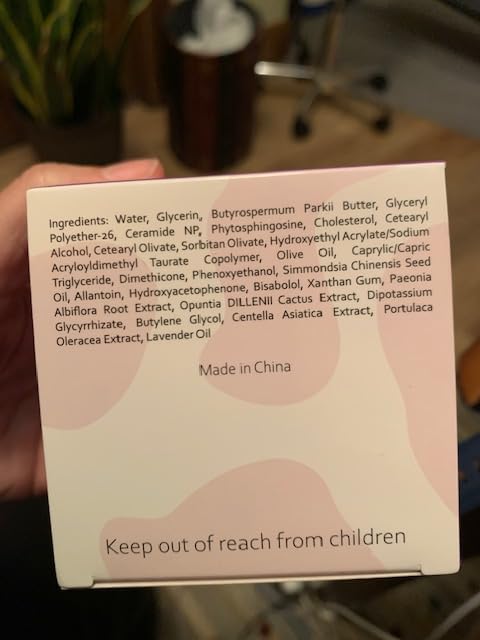 Ingredients: Water, Glycerin, Butyrospermum Parkii Butter, Glyceryl
Polyether-26, Ceramide NP, Phytosphingosine, Cholesterol, Cetearyl
Alcohol, Cetearyl Olivate, Sorbitan Olivate, Hydroxyethyl Acrylate/Sodium
Acryloyldimethyl Taurate Copolymer, Olive Oil, Caprylic/Capric
Triglyceride, Dimethicone, Phenoxyethanol, Simmondsia Chinensis Seed
Oil, Allantoin, Hydroxyacetophenone, Bisabolol, Xanthan Gum, Paeonia
Albiflora Root Extract, Opuntia DILLENII Cactus Extract, Dipotassium
Glycyrrhizate, Butylene Glycol, Centella Asiatica Extract, Portulaca
Oleracea Extract, Lavender Oil
Made in China
Keep out of reach from children